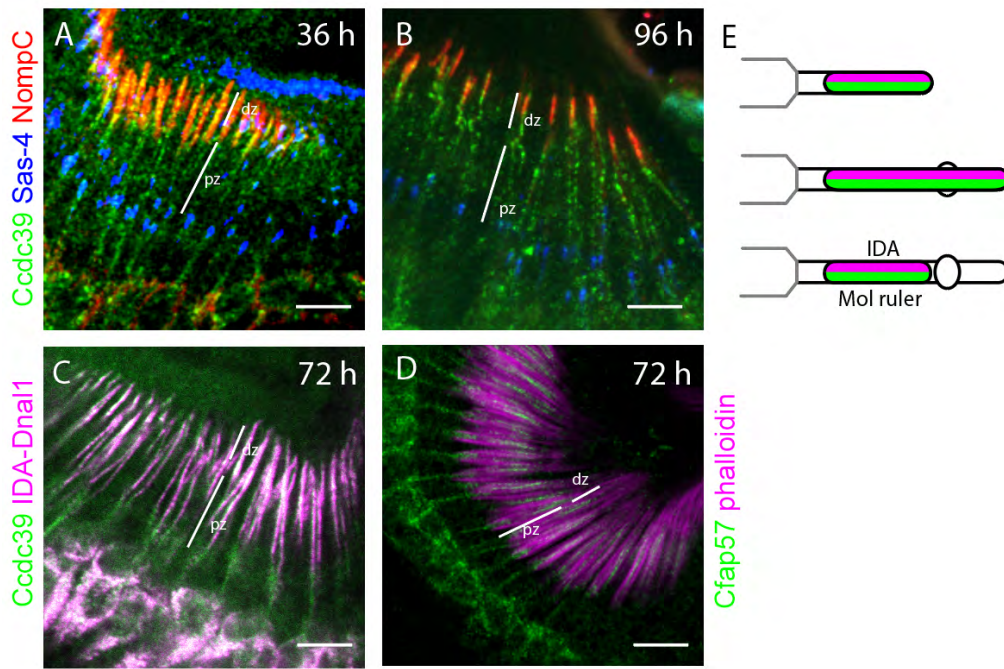 A 36 h
B 96 h
E
Ccdc39 Sas-4 NompC
dz
pz
dz
pz
IDA
Mol ruler
C 72 h
D 72 h
Ccdc39 IDA-Dnal1
dz
pz
dz
pz
Cfap57 phalloidin